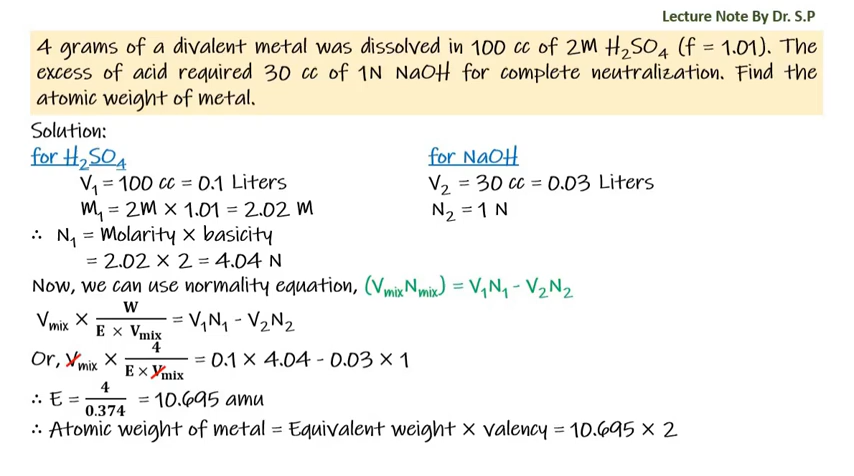 Lecture Note By Dr. S.P
4 grams of a divalent metal was dissolved in 100 cc of 2M H₂SO₄ (f = 1.01). The
excess of acid required 30 cc of 1N NaOH for complete neutralization. Find the
atomic weight of metal.
Solution:
for H₂SO₄
V₁ = 100 cc = 0.1 Liters
M₁ = 2M × 1.01 = 2.02 M
∴ N₁ = Molarity × basicity
= 2.02 × 2 = 4.04 N
for NaOH
V₂ = 30 cc = 0.03 Liters
N₂ = 1 N
Now, we can use normality equation, (VmixNmix) = V₁N₁ - V₂N₂
Vmix × W / (E × Vmix) = V₁N₁ - V₂N₂
Or, Vmix × 4 / (E × Vmix) = 0.1 × 4.04 - 0.03 × 1
∴ E = 4 / 0.374 = 10.695 amu
∴ Atomic weight of metal = Equivalent weight × valency = 10.695 × 2